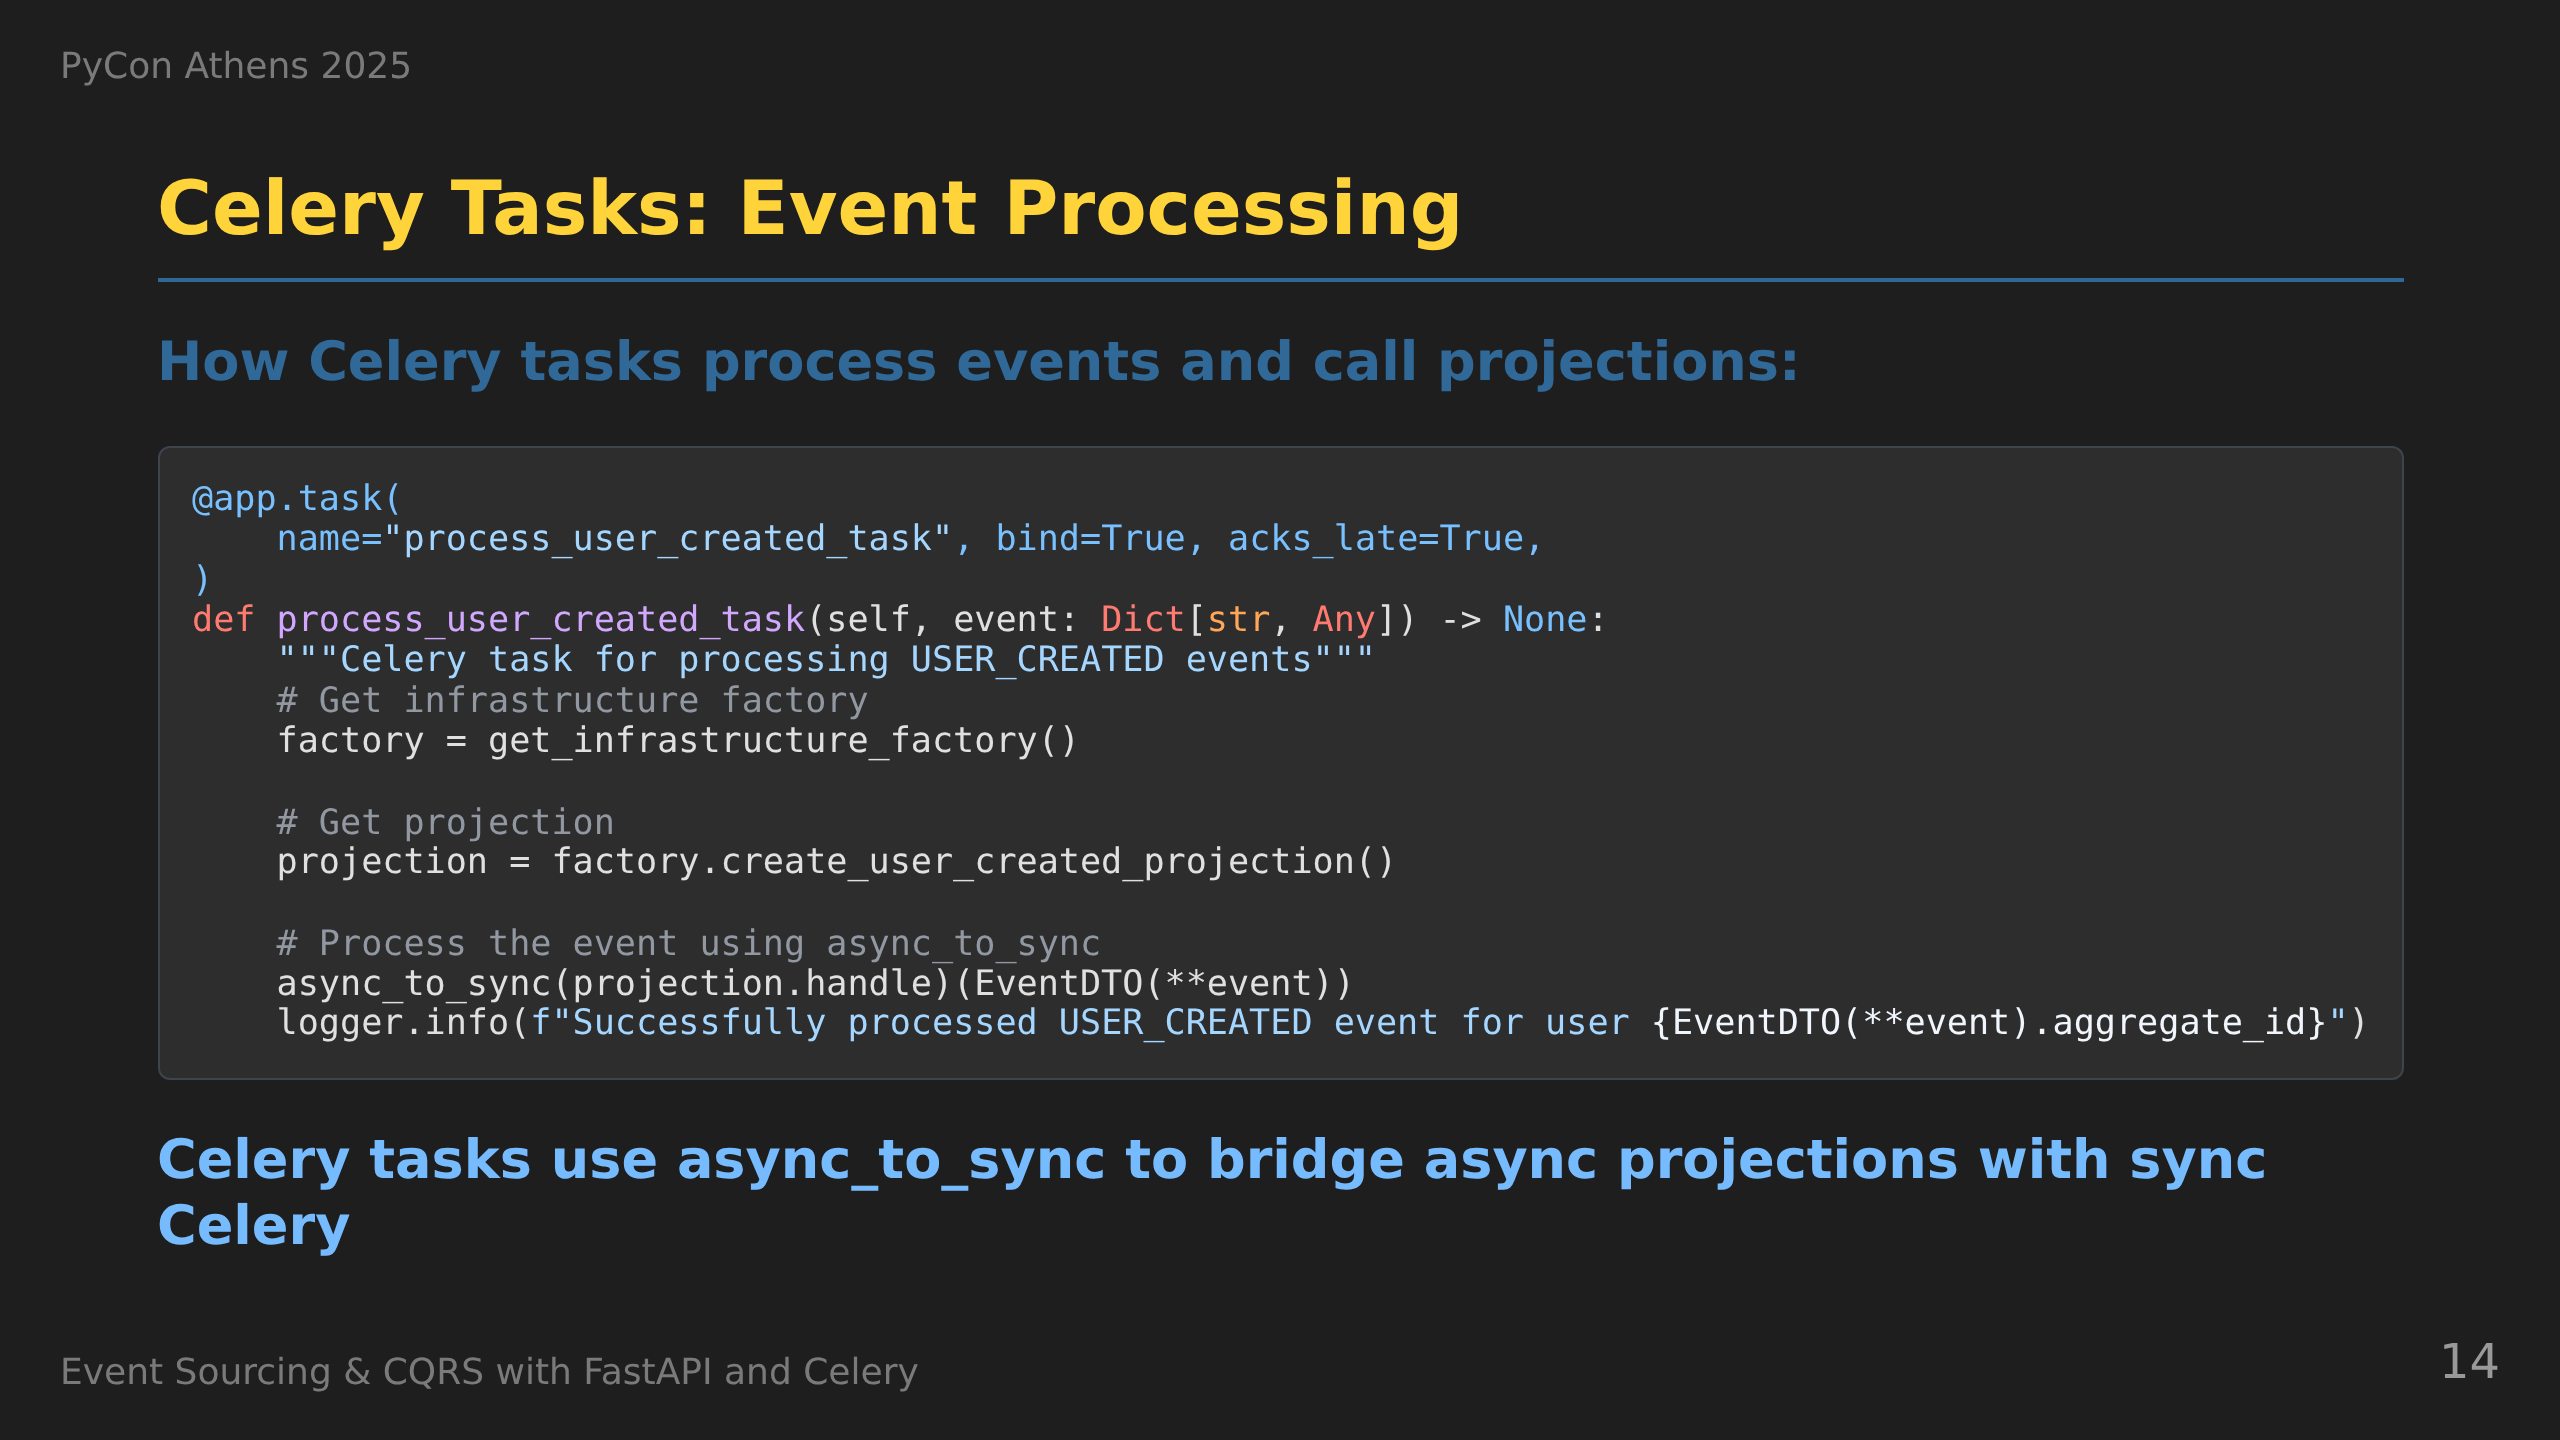 PyCon Athens 2025
Celery Tasks: Event Processing
How Celery tasks process events and call projections:
@app.task(
    name="process_user_created_task", bind=True, acks_late=True,
)
def process_user_created_task(self, event: Dict[str, Any]) -> None:
    """Celery task for processing USER_CREATED events"""
    # Get infrastructure factory
    factory = get_infrastructure_factory()

    # Get projection
    projection = factory.create_user_created_projection()

    # Process the event using async_to_sync
    async_to_sync(projection.handle)(EventDTO(**event))
    logger.info(f"Successfully processed USER_CREATED event for user {EventDTO(**event).aggregate_id}")
Celery tasks use async_to_sync to bridge async projections with sync
Celery
Event Sourcing & CQRS with FastAPI and Celery
14